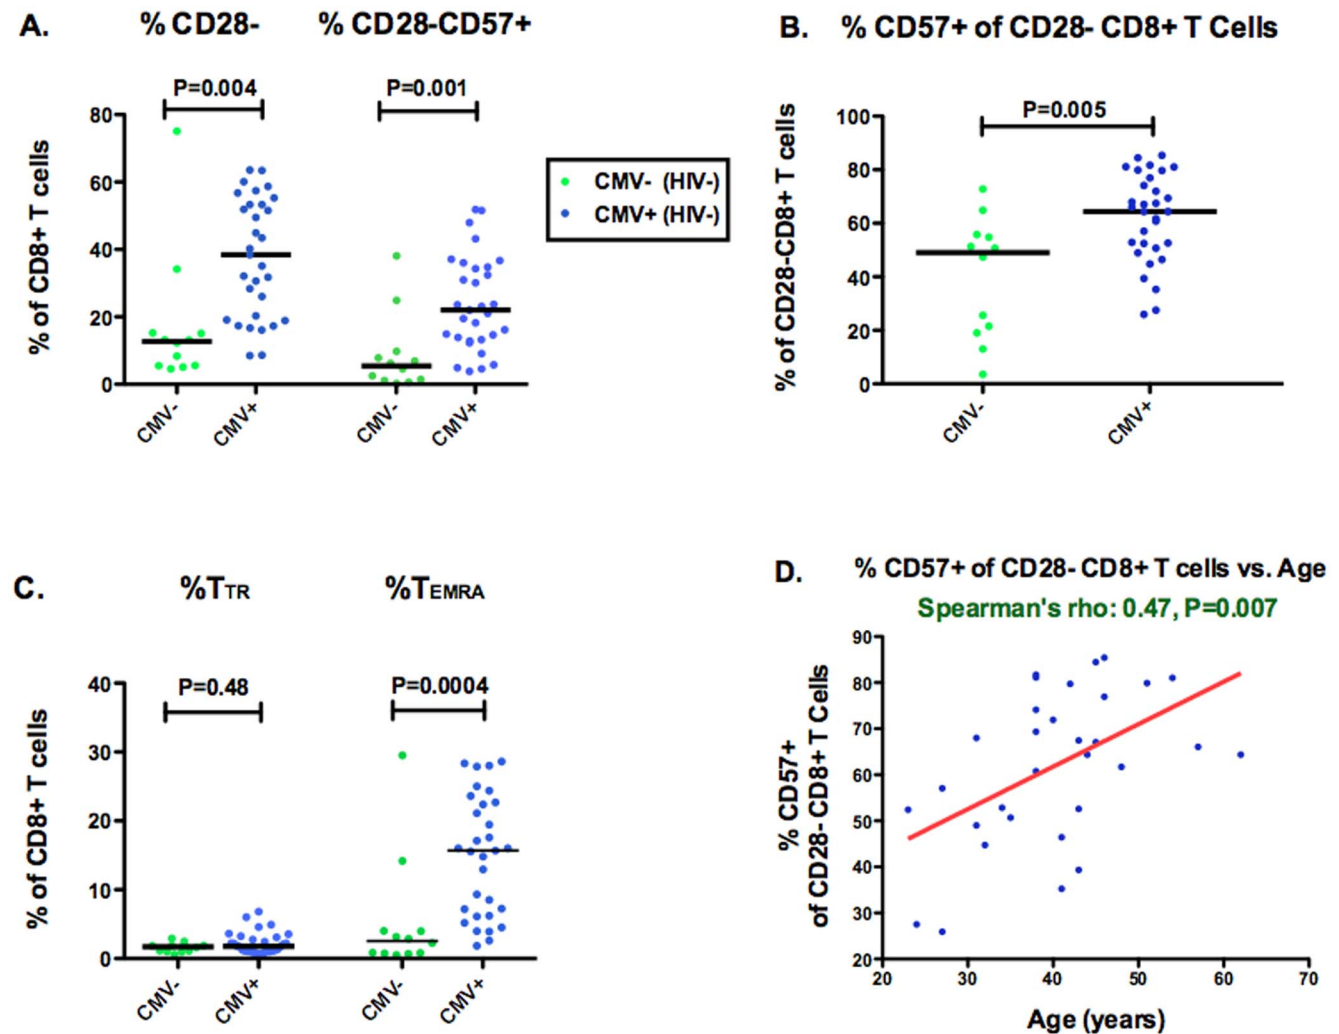 A.
% CD28-
% CD28-CD57+
P=0.004
P=0.001
80
60
40
20
0
% of CD8+ T cells
CMV-
CMV+
CMV-
CMV+
CMV- (HIV-)
CMV+ (HIV-)
B.
% CD57+ of CD28- CD8+ T Cells
P=0.005
100
80
60
40
20
0
% of CD28-CD8+ T cells
CMV-
CMV+
C.
%TTR
%TEMRA
P=0.48
P=0.0004
40
30
20
10
0
% of CD8+ T cells
CMV-
CMV+
CMV-
CMV+
D.
% CD57+ of CD28- CD8+ T cells vs. Age
Spearman's rho: 0.47, P=0.007
90
80
70
60
50
40
30
20
% CD57+
of CD28- CD8+ T Cells
20 30 40 50 60 70
Age (years)